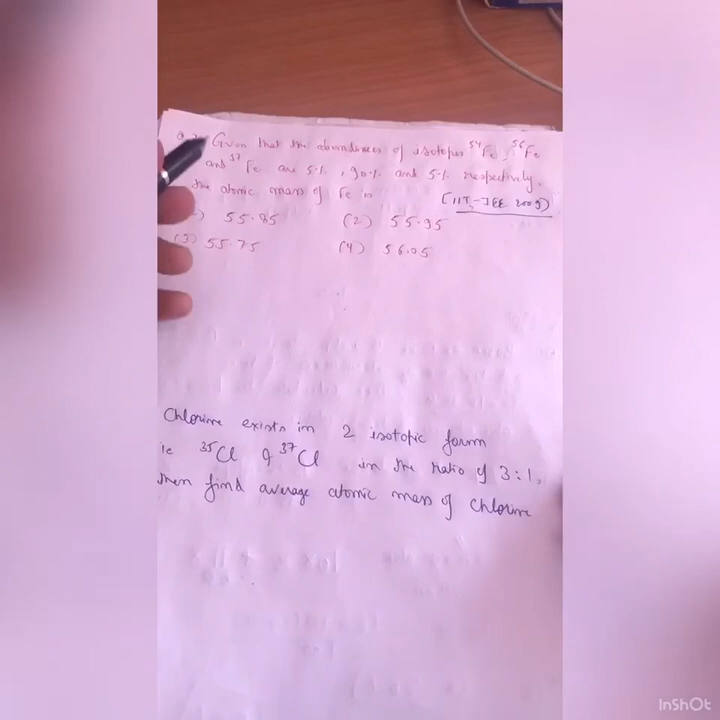 Given that the abundances of isotopes ⁵⁴Fe, ⁵⁶Fe
and ⁵⁷Fe are 5%, 90% and 5% respectively,
the atomic mass of Fe is [IIT-JEE 2009)
55.85 (2) 55.95
(3) 55.75 (4) 56.05
Chlorine exists in 2 isotopic form
ie ³⁵Cl & ³⁷Cl in the ratio of 3:1,
then find average atomic mass of Chlorine
InShOt